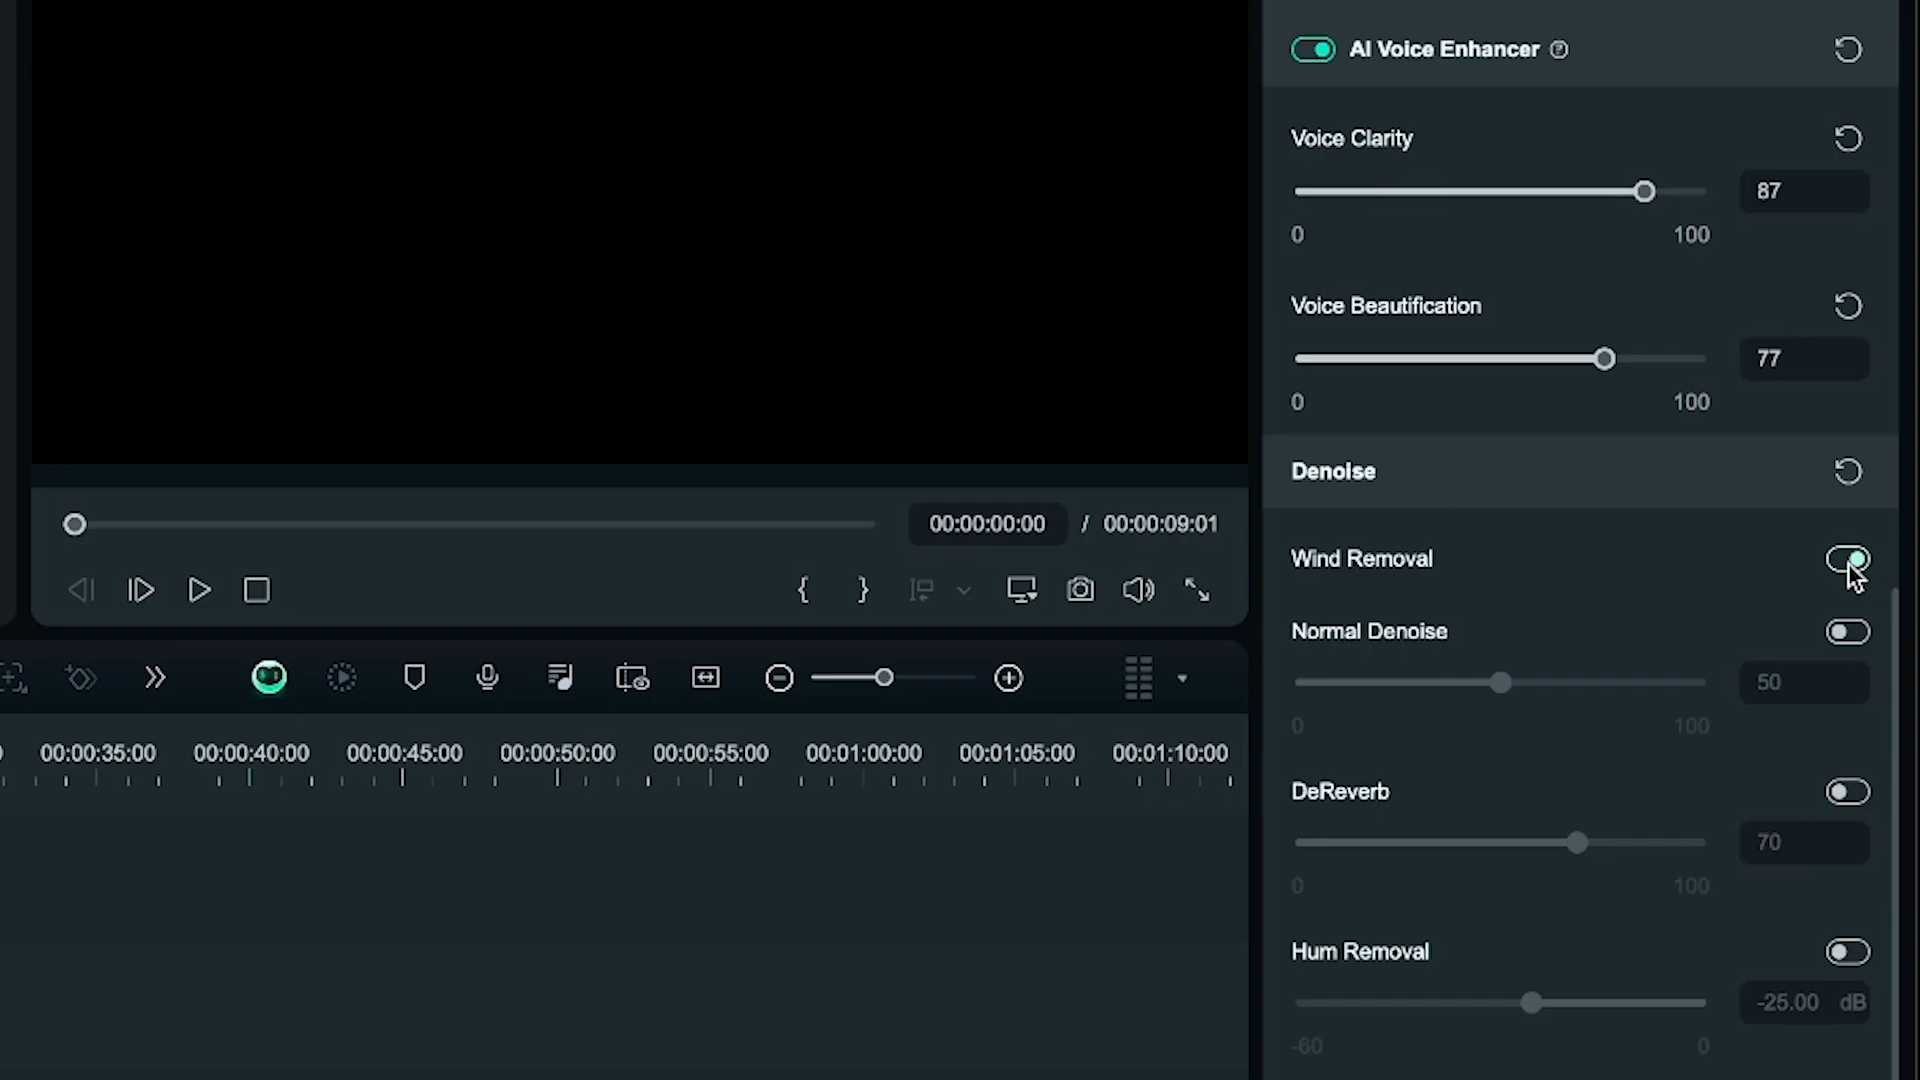 AI Voice Enhancer
Voice Clarity
87
0 100
Voice Beautification
77
0 100
Denoise
00:00:00:00 / 00:00:09:01
Wind Removal
Normal Denoise
50
0 100
00:00:35:00 00:00:40:00 00:00:45:00 00:00:50:00 00:00:55:00 00:01:00:00 00:01:05:00 00:01:10:00
DeReverb
70
0 100
Hum Removal
-25.00 dB
-60 0